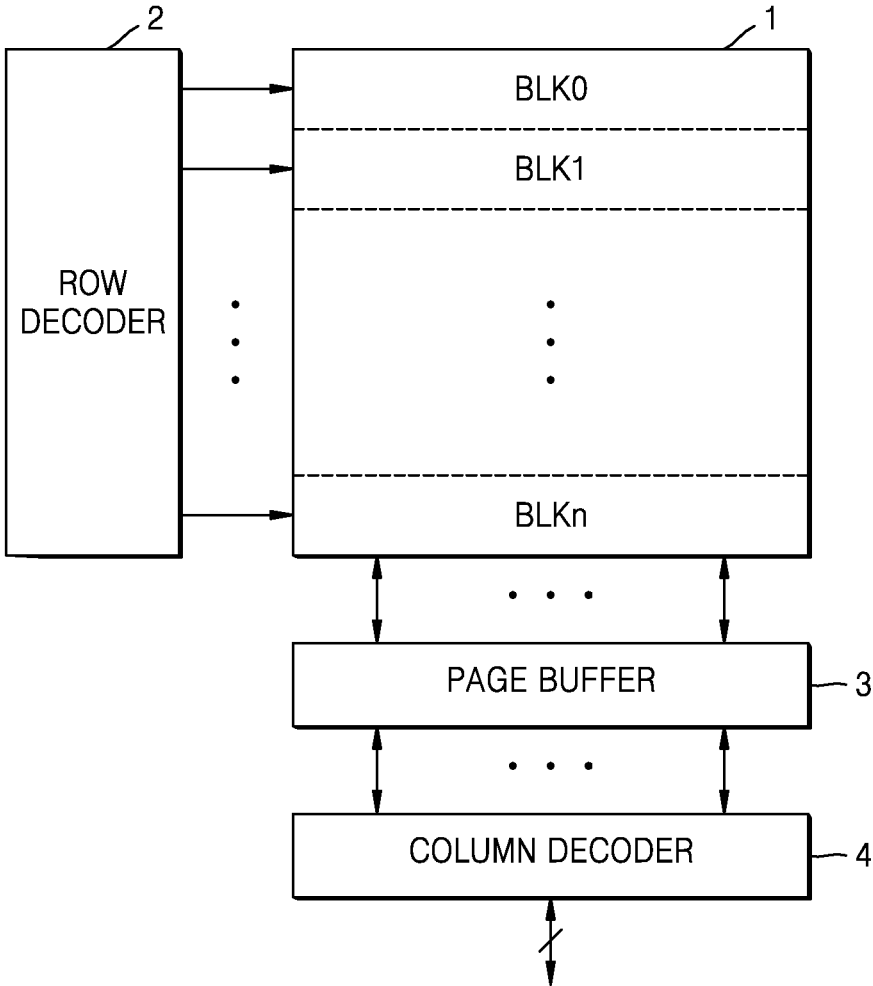 2
1
BLK0
BLK1
ROW
DECODER
BLKn
PAGE BUFFER
3
COLUMN DECODER
4